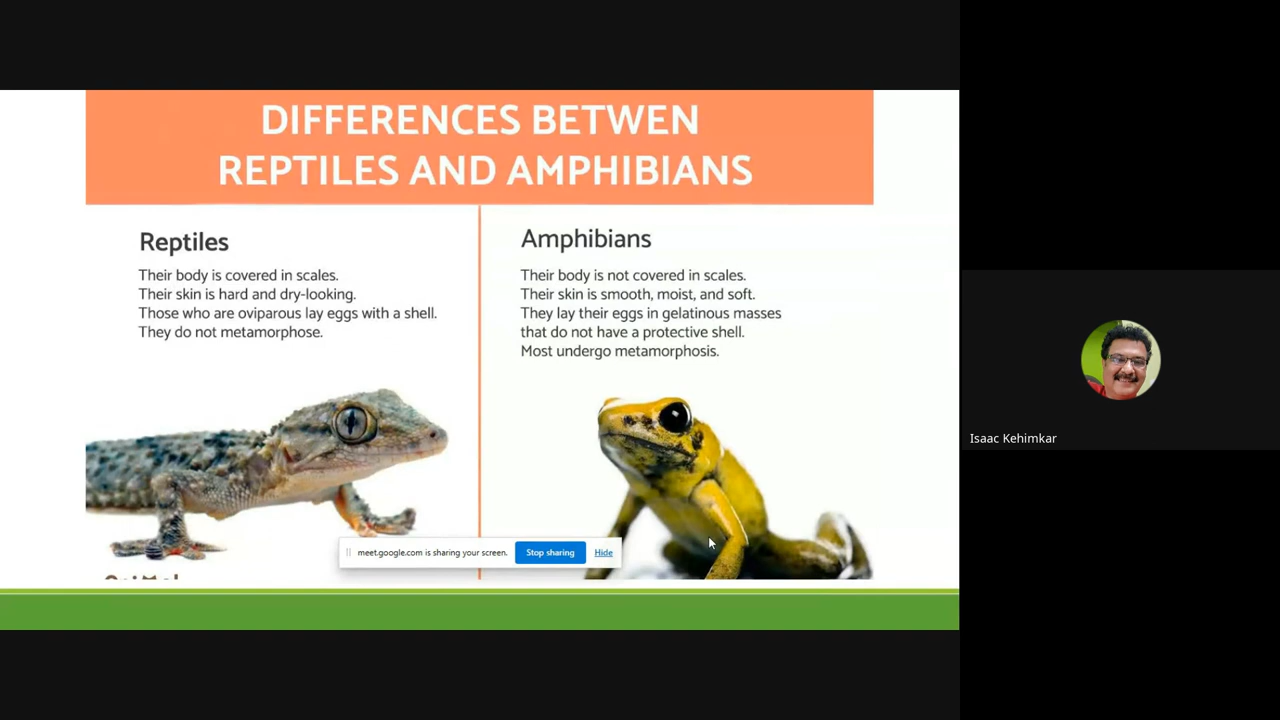 DIFFERENCES BETWEN
REPTILES AND AMPHIBIANS
Reptiles
Their body is covered in scales.
Their skin is hard and dry-looking.
Those who are oviparous lay eggs with a shell.
They do not metamorphose.
Amphibians
Their body is not covered in scales.
Their skin is smooth, moist, and soft.
They lay their eggs in gelatinous masses
that do not have a protective shell.
Most undergo metamorphosis.
meet.google.com is sharing your screen. Stop sharing Hide
Isaac Kehimkar